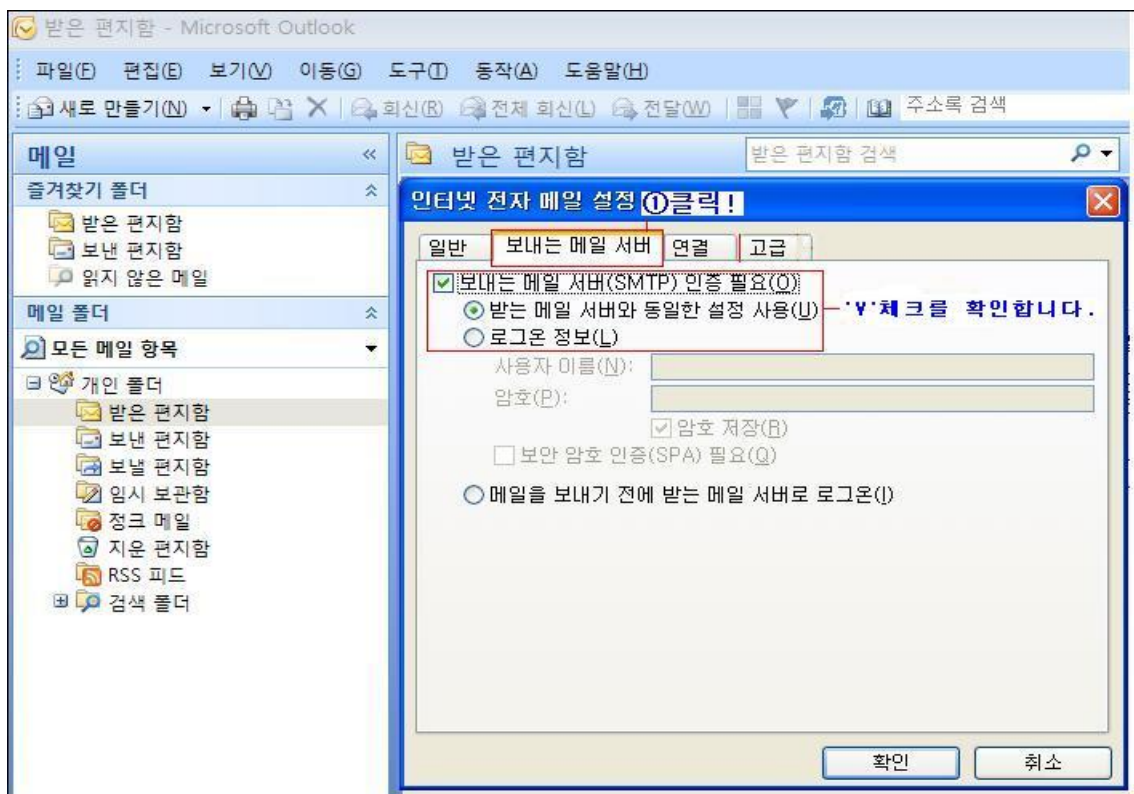 받은 편지함 - Microsoft Outlook
파일(F) 편집(E) 보기(V) 이동(G) 도구(T) 동작(A) 도움말(H)
새로 만들기(N) 회신(R) 전체 회신(L) 전달(W) 주소록 검색
메일 «
즐겨찾기 폴더
받은 편지함
보낸 편지함
읽지 않은 메일
메일 폴더
모든 메일 항목
개인 폴더
받은 편지함
보낸 편지함
보낼 편지함
임시 보관함
정크 메일
지운 편지함
RSS 피드
검색 폴더
받은 편지함 받은 편지함 검색
인터넷 전자 메일 설정 ①클릭!
일반 보내는 메일 서버 연결 고급
보내는 메일 서버(SMTP) 인증 필요(O)
받는 메일 서버와 동일한 설정 사용(U) 'V'체크를 확인합니다.
로그온 정보(L)
사용자 이름(N):
암호(P):
암호 저장(R)
보안 암호 인증(SPA) 필요(Q)
메일을 보내기 전에 받는 메일 서버로 로그온(I)
확인 취소